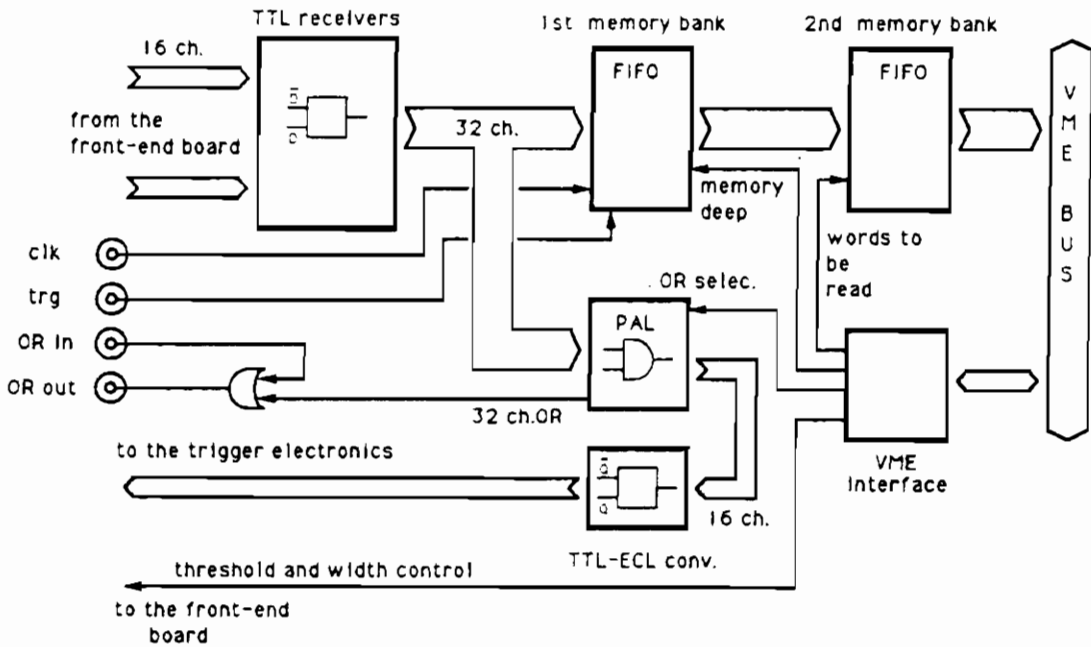 TTL receivers
1st memory bank
2nd memory bank
16 ch.
FIFO
FIFO
V
M
E
B
U
S
D̅
D
32 ch.
from the
front-end board
memory
deep
words to
be
read
clk
trg
OR in
OR out
OR selec.
PAL
32 ch.OR
to the trigger electronics
Q̅
Q
16 ch.
VME
interface
TTL-ECL conv.
threshold and width control
to the front-end
board